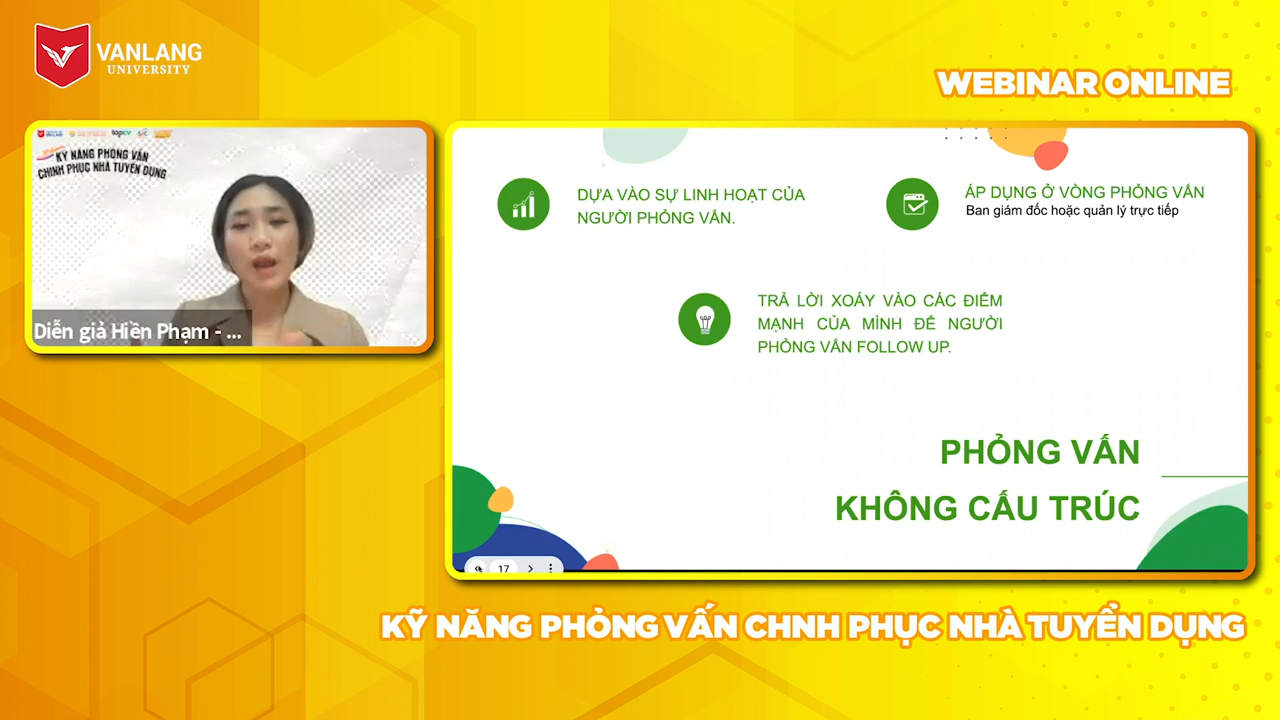 VANLANG
UNIVERSITY
WEBINAR ONLINE
topCV
KỸ NĂNG PHỎNG VẤN
CHINH PHỤC NHÀ TUYỂN DỤNG
Diễn giả Hiền Phạm - ...
DỰA VÀO SỰ LINH HOẠT CỦA
NGƯỜI PHỎNG VẤN.
ÁP DỤNG Ở VÒNG PHỎNG VẤN
Ban giám đốc hoặc quản lý trực tiếp
TRẢ LỜI XOÁY VÀO CÁC ĐIỂM
MẠNH CỦA MÌNH ĐỂ NGƯỜI
PHỎNG VẤN FOLLOW UP.
PHỎNG VẤN
KHÔNG CẤU TRÚC
17
KỸ NĂNG PHỎNG VẤN CHNH PHỤC NHÀ TUYỂN DỤNG